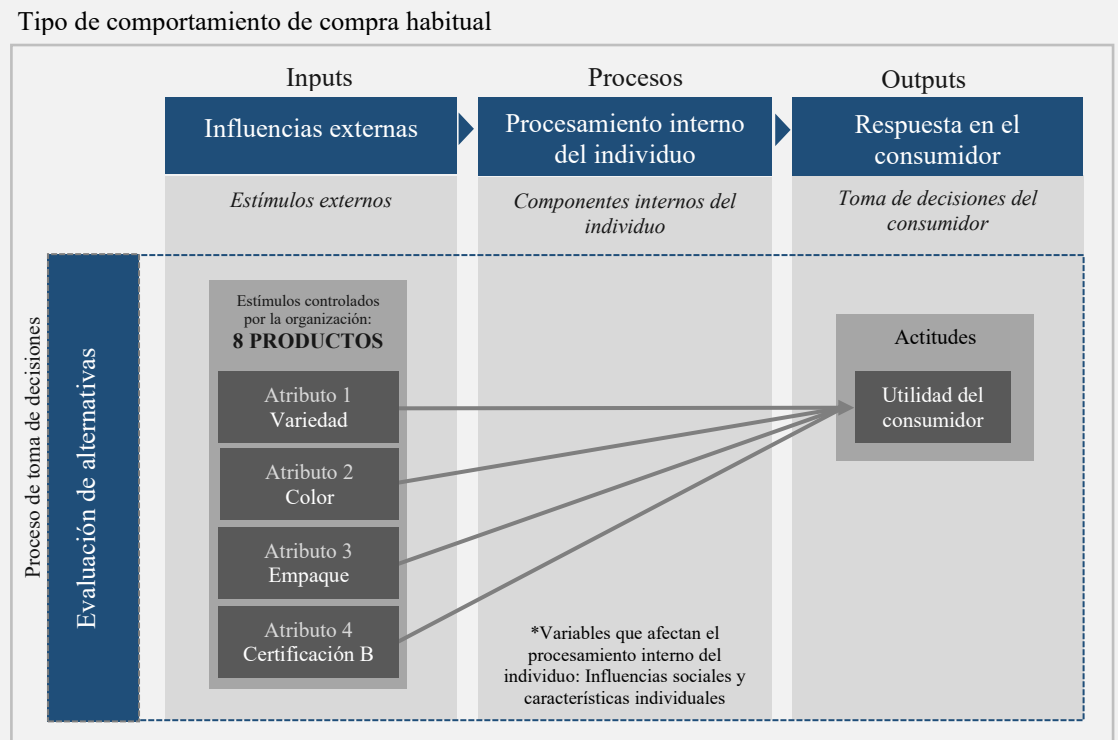 Tipo de comportamiento de compra habitual
Inputs
Procesos
Outputs
Influencias externas
Procesamiento interno
del individuo
Respuesta en el
consumidor
Estímulos externos
Componentes internos del
individuo
Toma de decisiones del
consumidor
Proceso de toma de decisiones
Evaluación de alternativas
Estímulos controlados
por la organización:
8 PRODUCTOS
Atributo 1
Variedad
Atributo 2
Color
Atributo 3
Empaque
Atributo 4
Certificación B
*Variables que afectan el
procesamiento interno del
individuo: Influencias sociales y
características individuales
Actitudes
Utilidad del
consumidor